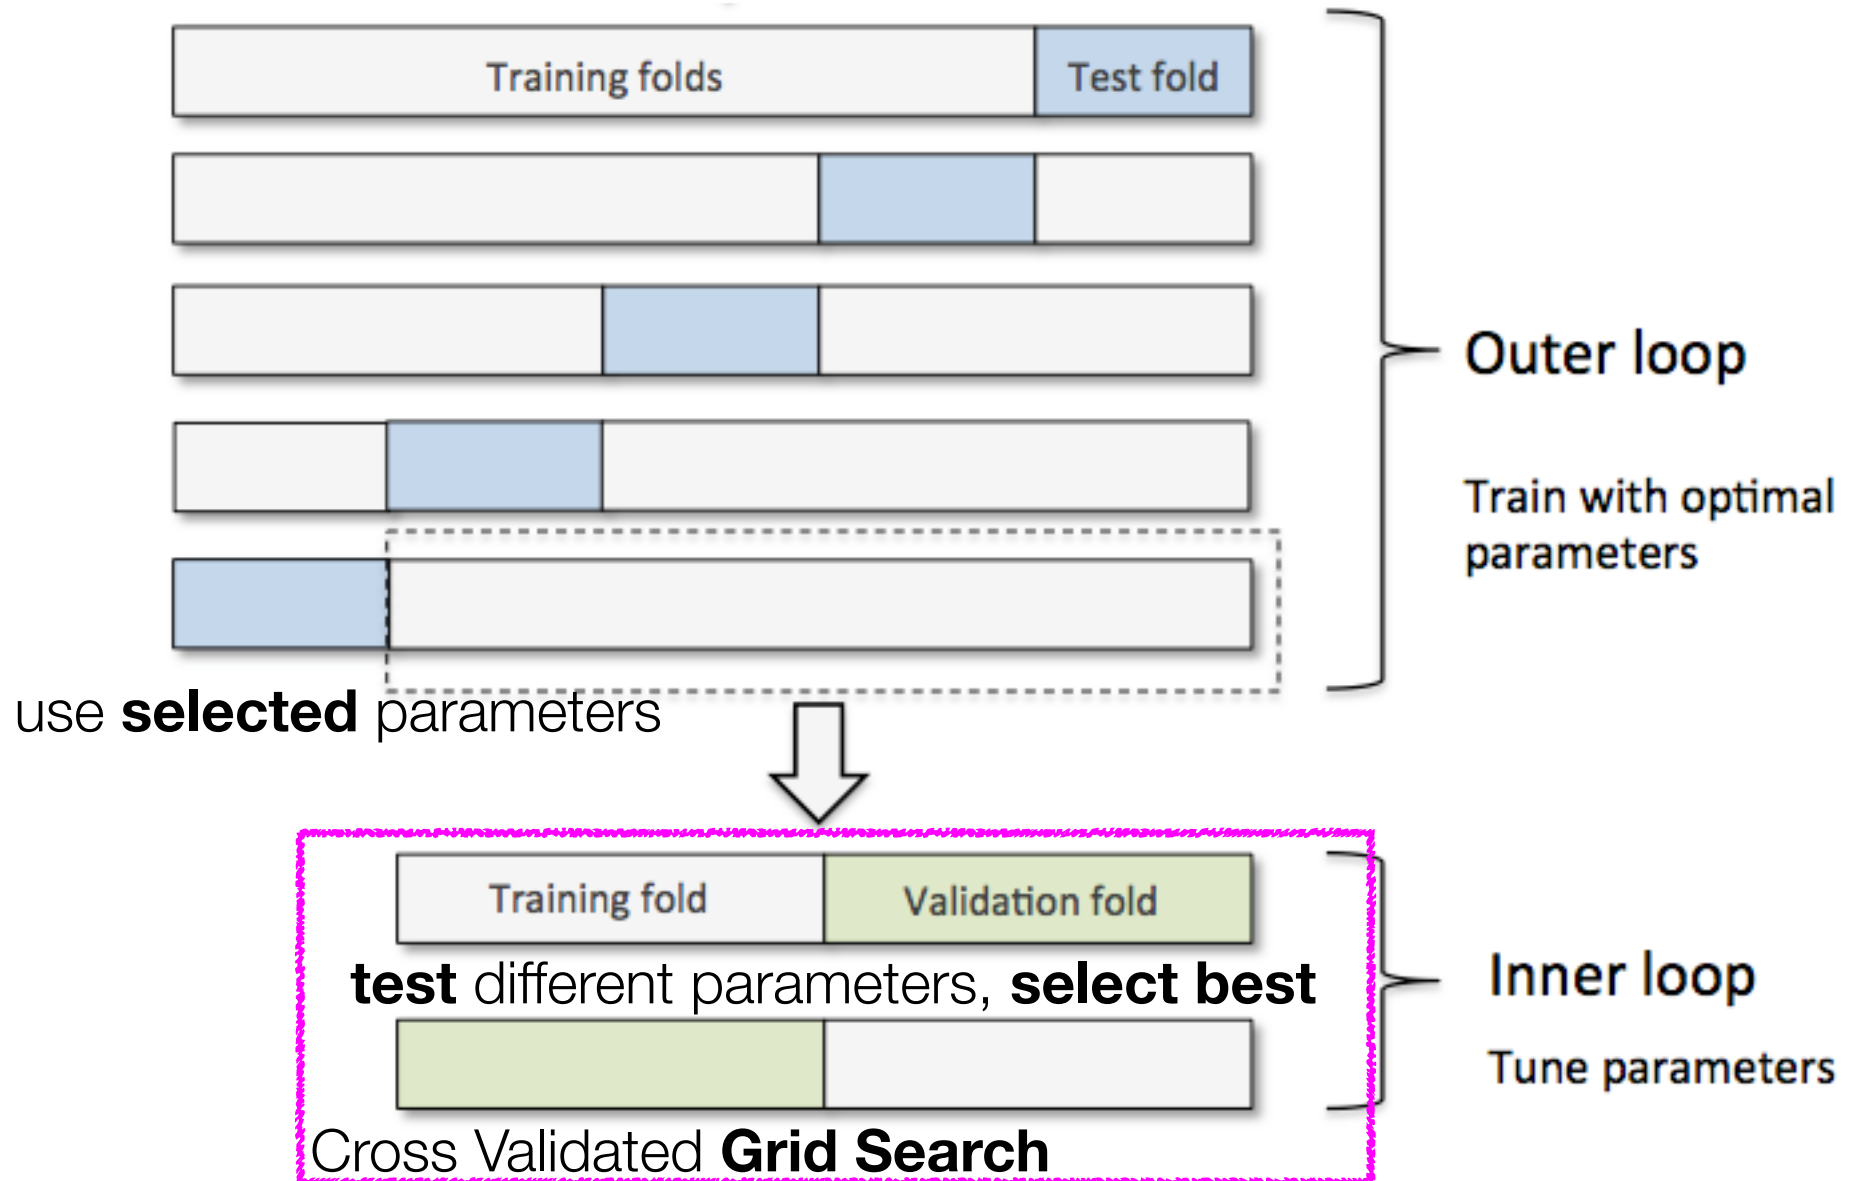 Training folds
Test fold
Outer loop
Train with optimal
parameters
use selected parameters
Training fold
Validation fold
test different parameters, select best
Inner loop
Tune parameters
Cross Validated Grid Search